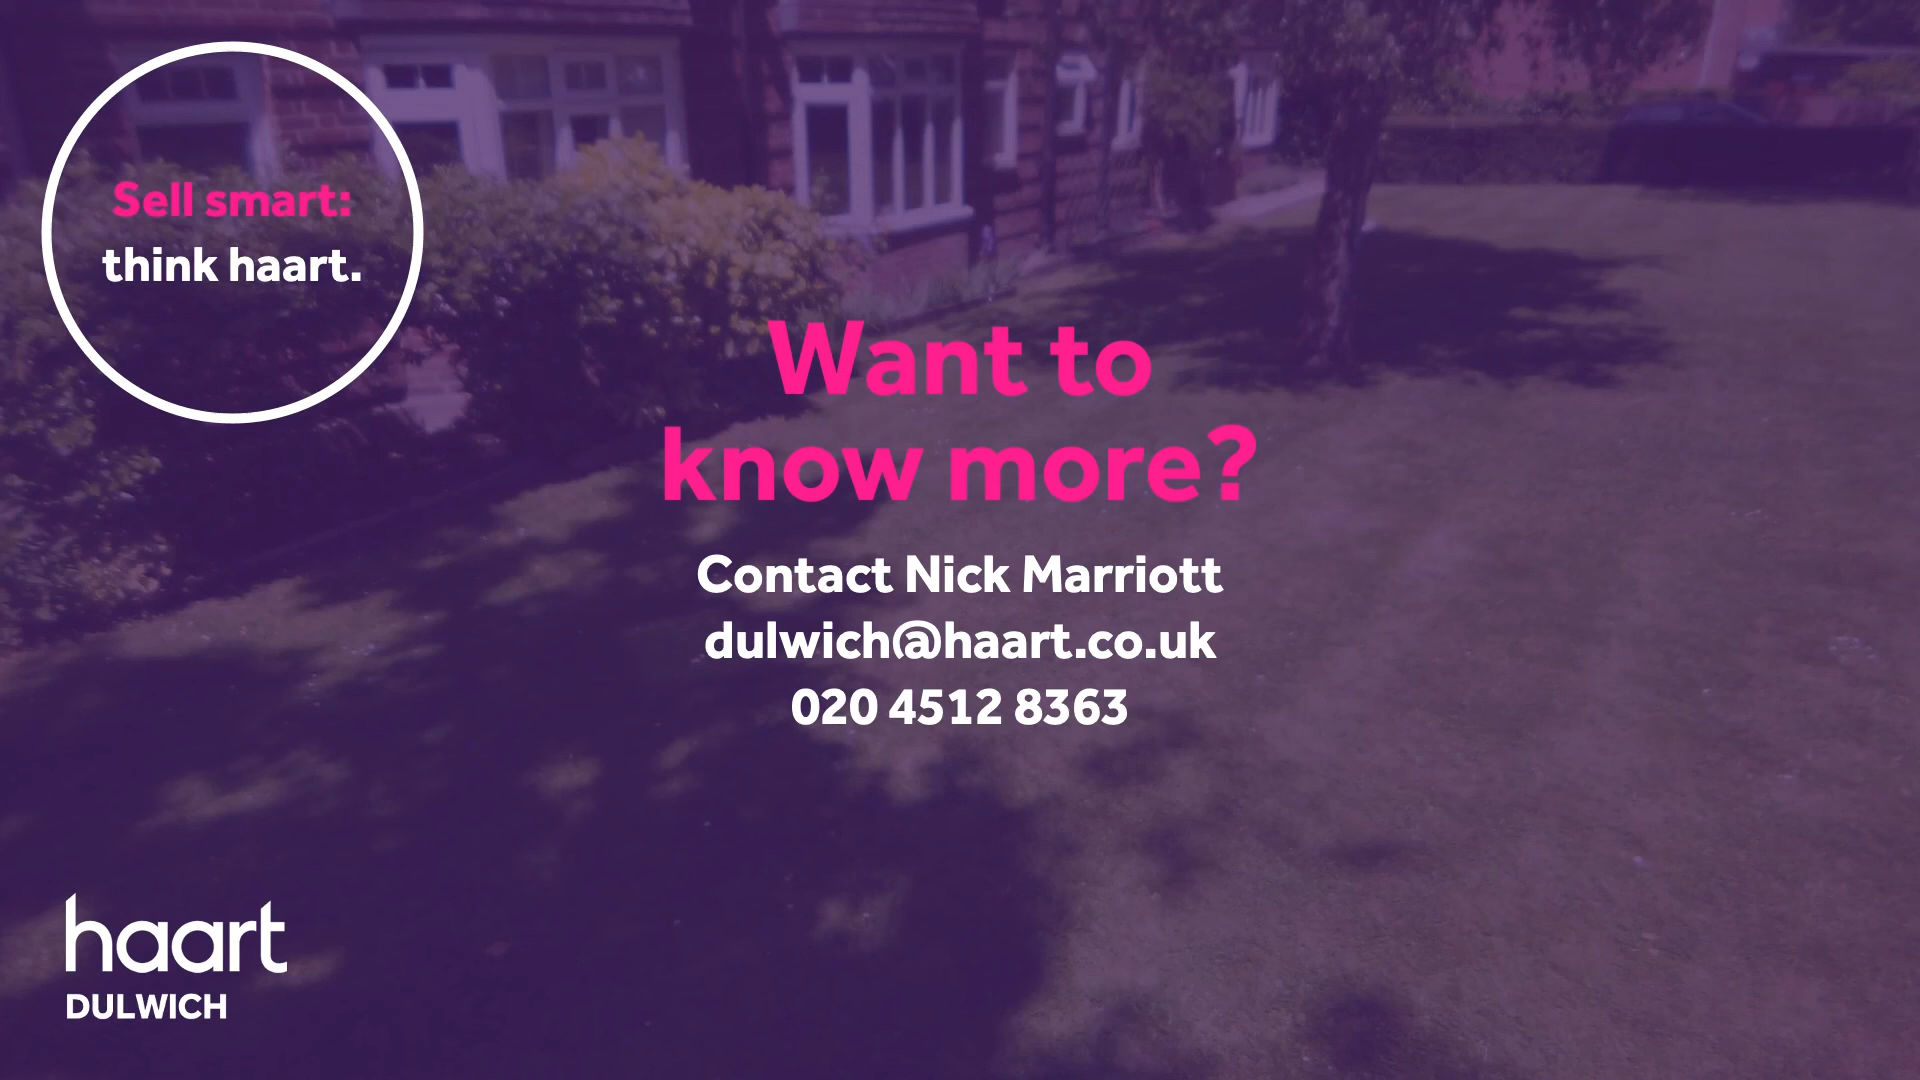 Sell smart:
think haart.
Want to
know more?
Contact Nick Marriott
dulwich@haart.co.uk
020 4512 8363
haart
DULWICH